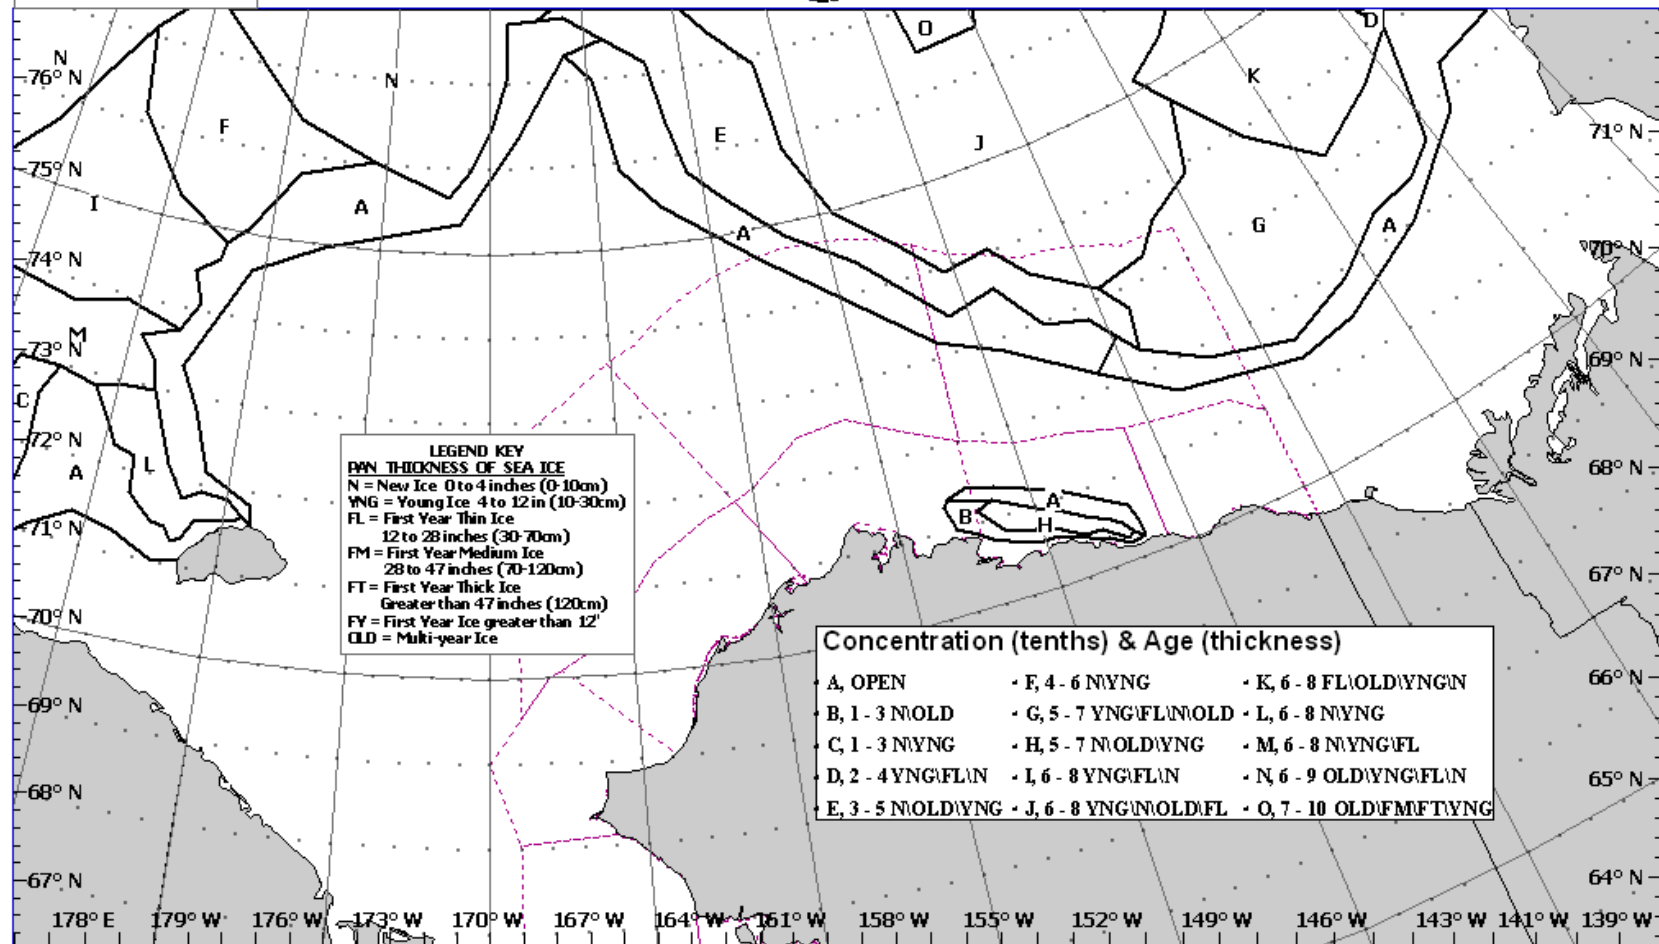 N
76° N
N
F
E
O
J
K
D
71° N
75° N
I
A
A
G
A
70° N
74° N
M
73° N
69° N
C
72° N
A
L
68° N
LEGEND KEY
PAN THICKNESS OF SEA ICE
N = New Ice 0 to 4 inches (0-10cm)
YNG = Young Ice 4 to 12 in (10-30cm)
FL = First Year Thin Ice
12 to 28 inches (30-70cm)
FM = First Year Medium Ice
28 to 47 inches (70-120cm)
FT = First Year Thick Ice
Greater than 47 inches (120cm)
FY = First Year Ice greater than 12'
OLD = Multi-year Ice
A
B
H
71° N
67° N
70° N
Concentration (tenths) & Age (thickness)
A, OPEN
F, 4 - 6 N\YNG
K, 6 - 8 FL\OLD\YNG\N
B, 1 - 3 N\OLD
G, 5 - 7 YNG\FL\N\OLD
L, 6 - 8 N\YNG
C, 1 - 3 N\YNG
H, 5 - 7 N\OLD\YNG
M, 6 - 8 N\YNG\FL
D, 2 - 4 YNG\FL\N
I, 6 - 8 YNG\FL\N
N, 6 - 9 OLD\YNG\FL\N
E, 3 - 5 N\OLD\YNG
J, 6 - 8 YNG\N\OLD\FL
O, 7 - 10 OLD\FM\FT\YNG
66° N
69° N
65° N
68° N
67° N
64° N
178° E 179° W 176° W 173° W 170° W 167° W 164° W 161° W 158° W 155° W 152° W 149° W 146° W 143° W 141° W 139° W